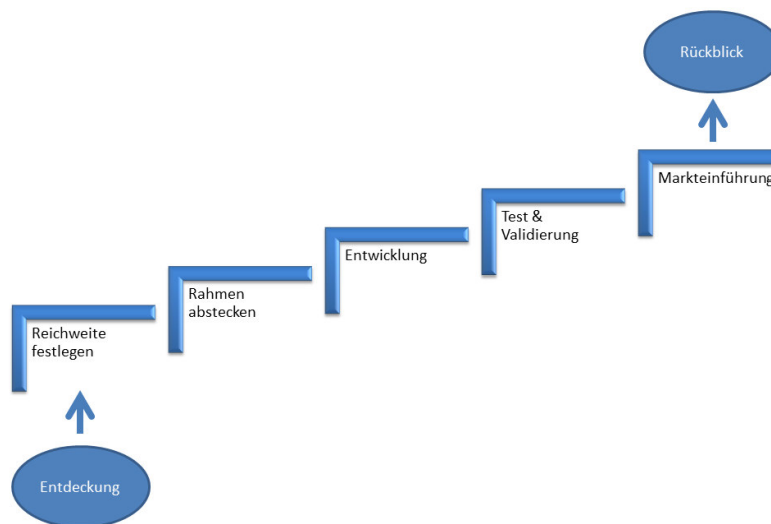 Entdeckung
Reichweite
festlegen
Rahmen
abstecken
Entwicklung
Test &
Validierung
Markteinführung
Rückblick